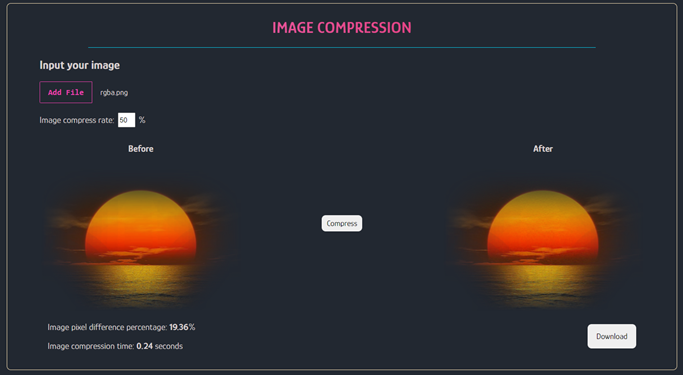 IMAGE COMPRESSION
Input your image
Add File rgba.png
Image compress rate: 50 %
Before After
Compress
Image pixel difference percentage: 19.36%
Image compression time: 0.24 seconds
Download